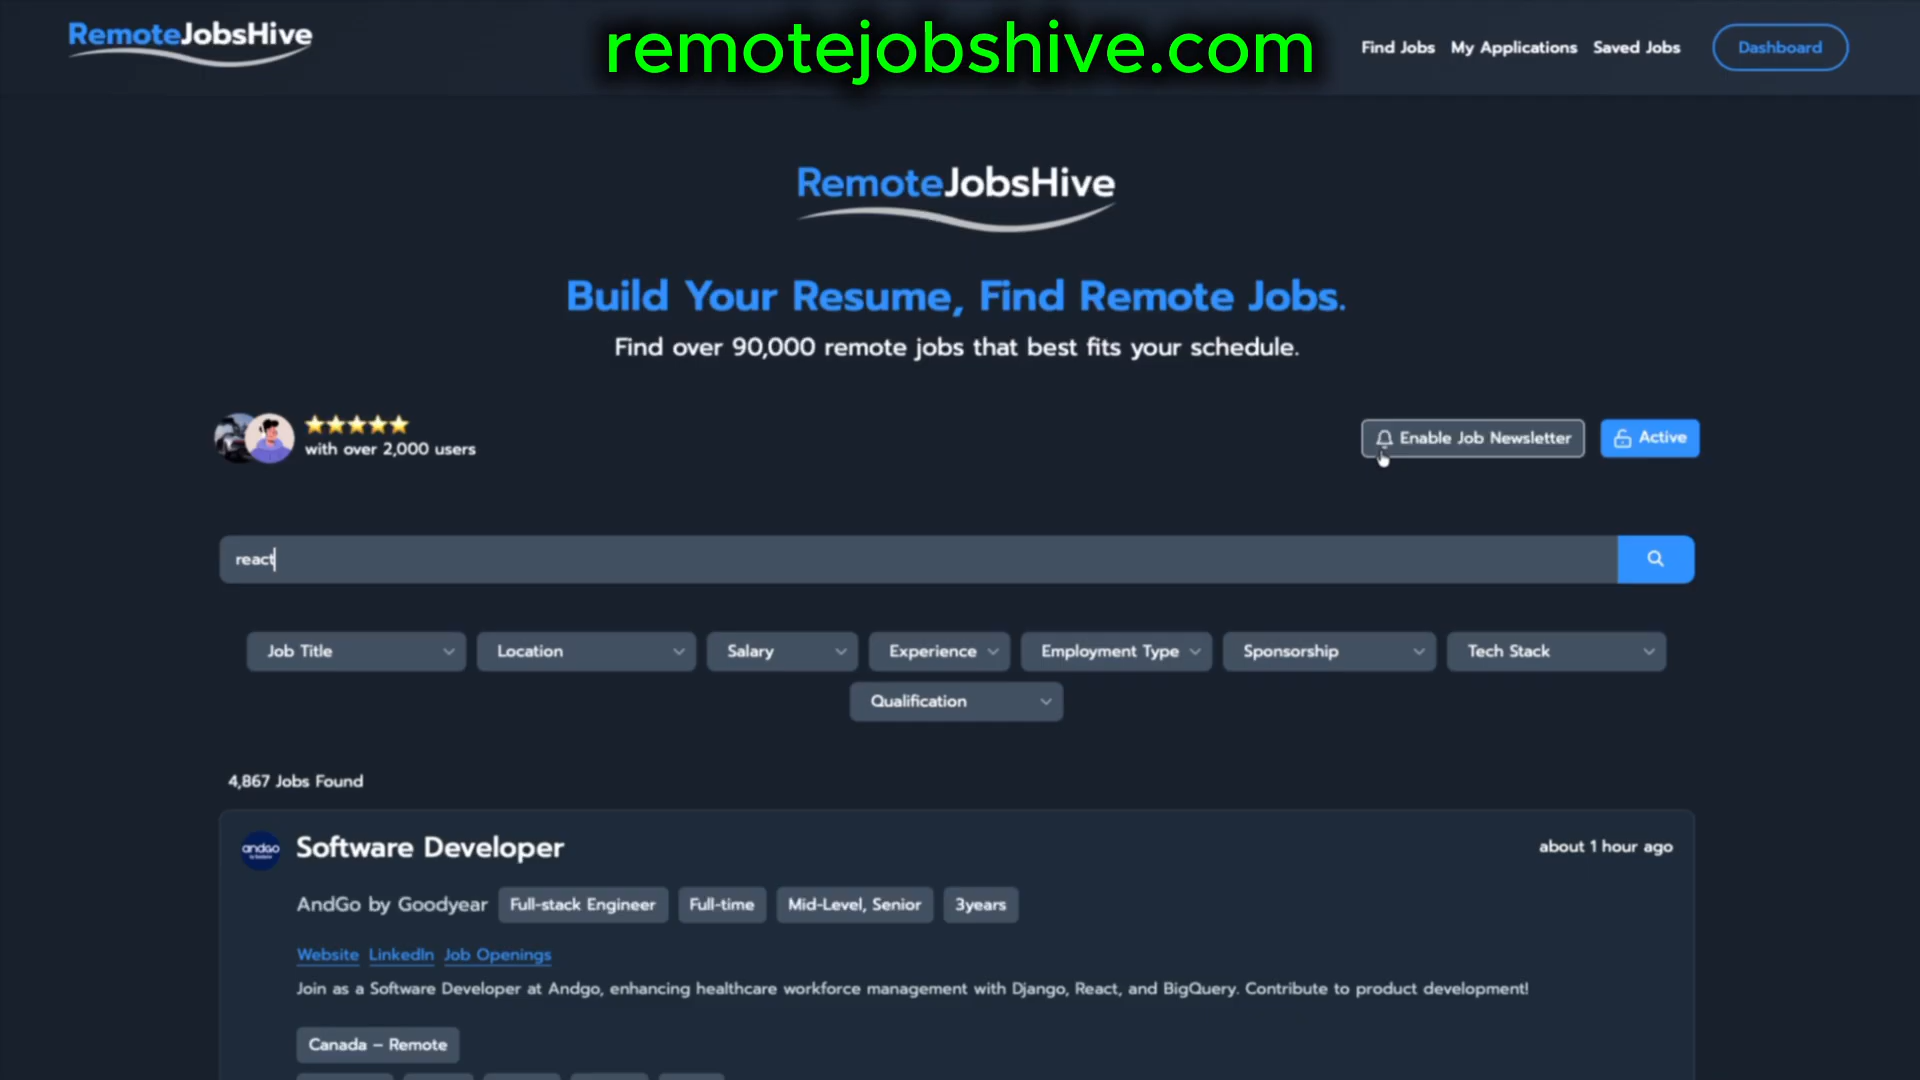 RemoteJobsHive
remotejobshive.com
Find Jobs My Applications Saved Jobs Dashboard
RemoteJobsHive
Build Your Resume, Find Remote Jobs.
Find over 90,000 remote jobs that best fits your schedule.
with over 2,000 users
Enable Job Newsletter Active
react
Job Title Location Salary Experience Employment Type Sponsorship Tech Stack
Qualification
4,867 Jobs Found
andgo
Software Developer
about 1 hour ago
AndGo by Goodyear Full-stack Engineer Full-time Mid-Level, Senior 3years
Website LinkedIn Job Openings
Join as a Software Developer at Andgo, enhancing healthcare workforce management with Django, React, and BigQuery. Contribute to product development!
Canada – Remote